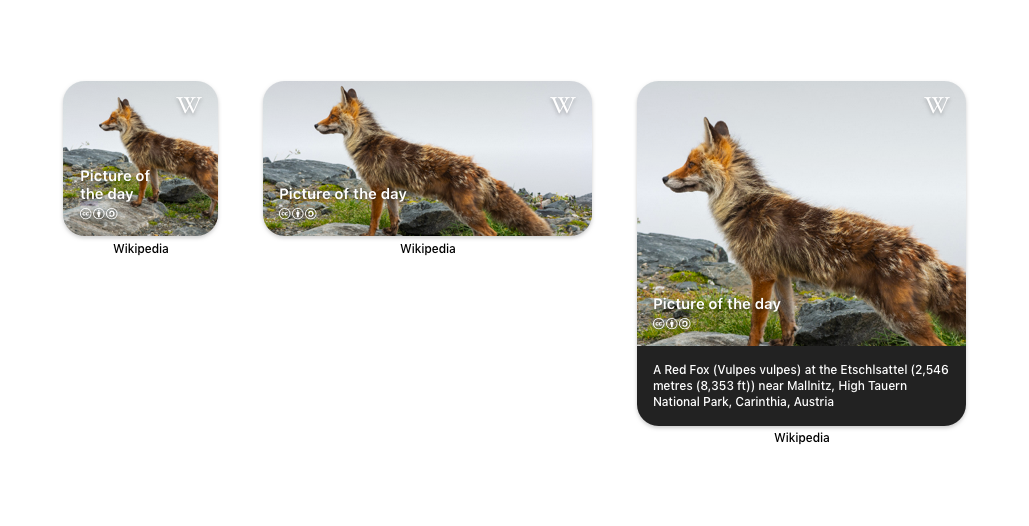 W
Picture of
the day
Wikipedia
W
Picture of the day
Wikipedia
W
Picture of the day
A Red Fox (Vulpes vulpes) at the Etschlsattel (2,546
metres (8,353 ft)) near Mallnitz, High Tauern
National Park, Carinthia, Austria
Wikipedia